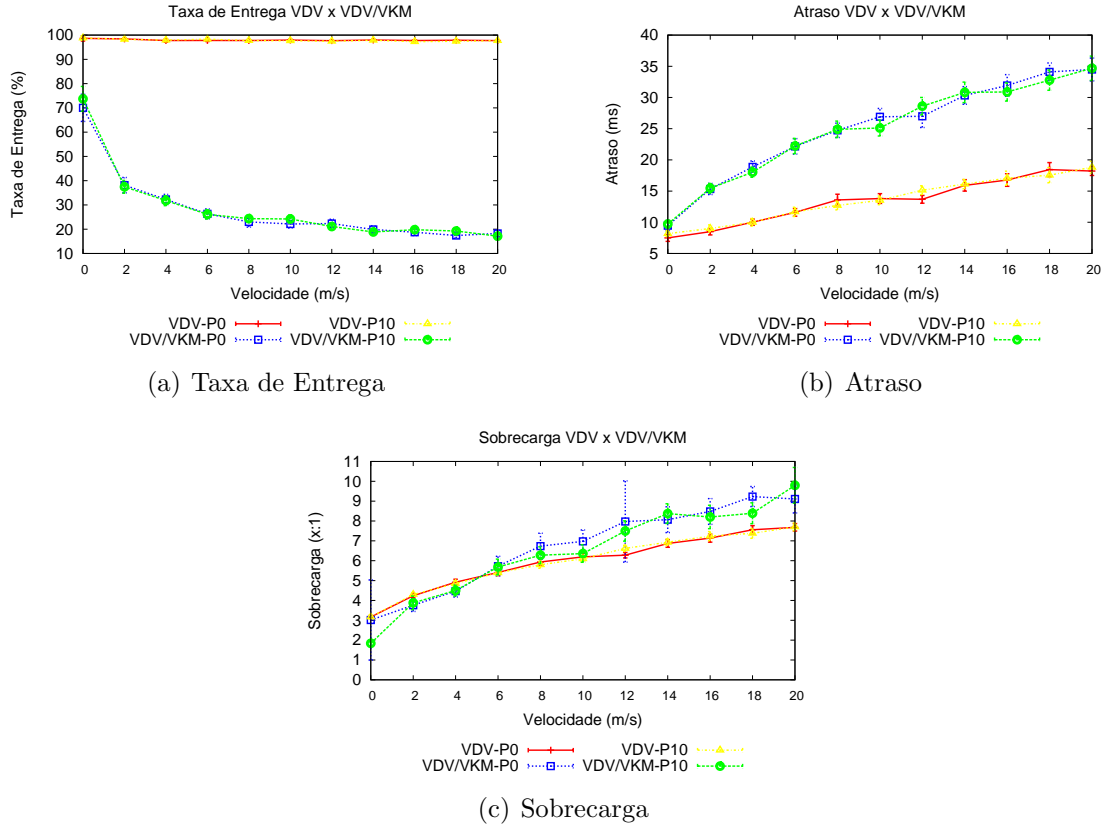 Taxa de Entrega VDV x VDV/VKM
Taxa de Entrega (%)
100
90
80
70
60
50
40
30
20
10
0 2 4 6 8 10 12 14 16 18 20
Velocidade (m/s)
VDV-P0 VDV-P10
VDV/VKM-P0 VDV/VKM-P10
(a) Taxa de Entrega
Atraso VDV x VDV/VKM
Atraso (ms)
40
35
30
25
20
15
10
5
0 2 4 6 8 10 12 14 16 18 20
Velocidade (m/s)
VDV-P0 VDV-P10
VDV/VKM-P0 VDV/VKM-P10
(b) Atraso
Sobrecarga VDV x VDV/VKM
Sobrecarga (x:1)
11
10
9
8
7
6
5
4
3
2
1
0
0 2 4 6 8 10 12 14 16 18 20
Velocidade (m/s)
VDV-P0 VDV-P10
VDV/VKM-P0 VDV/VKM-P10
(c) Sobrecarga